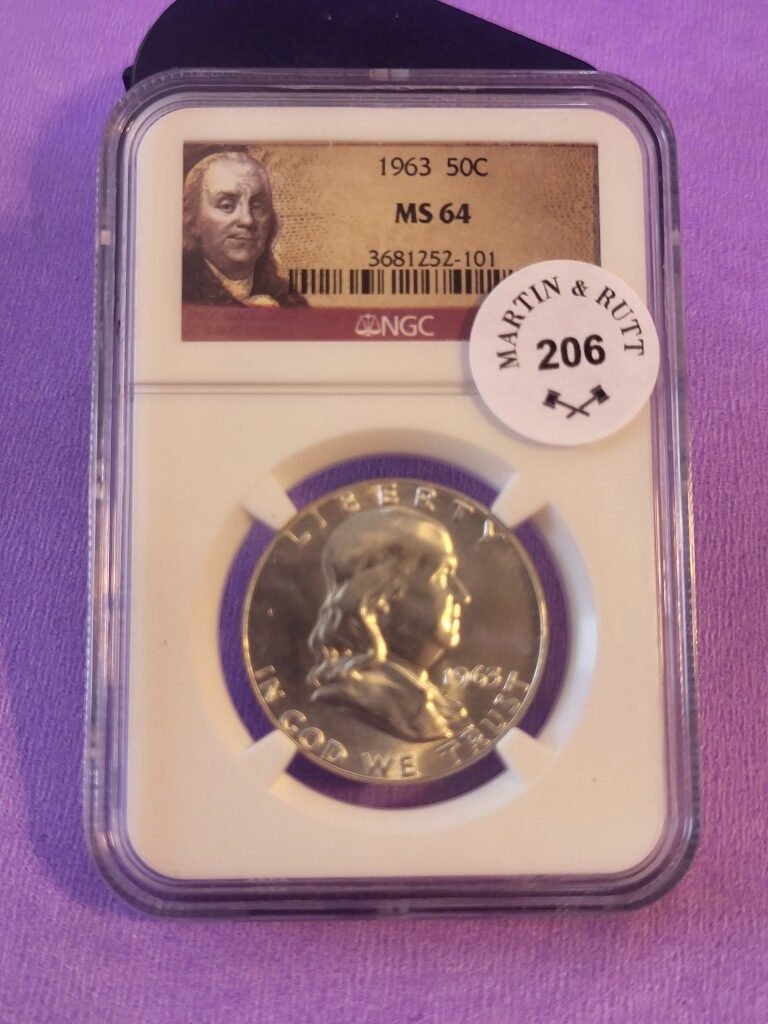 1963 50C
MS 64
3681252-101
NGC
MARTIN & RUTT
206
LIBERTY
1963
IN GOD WE TRUST